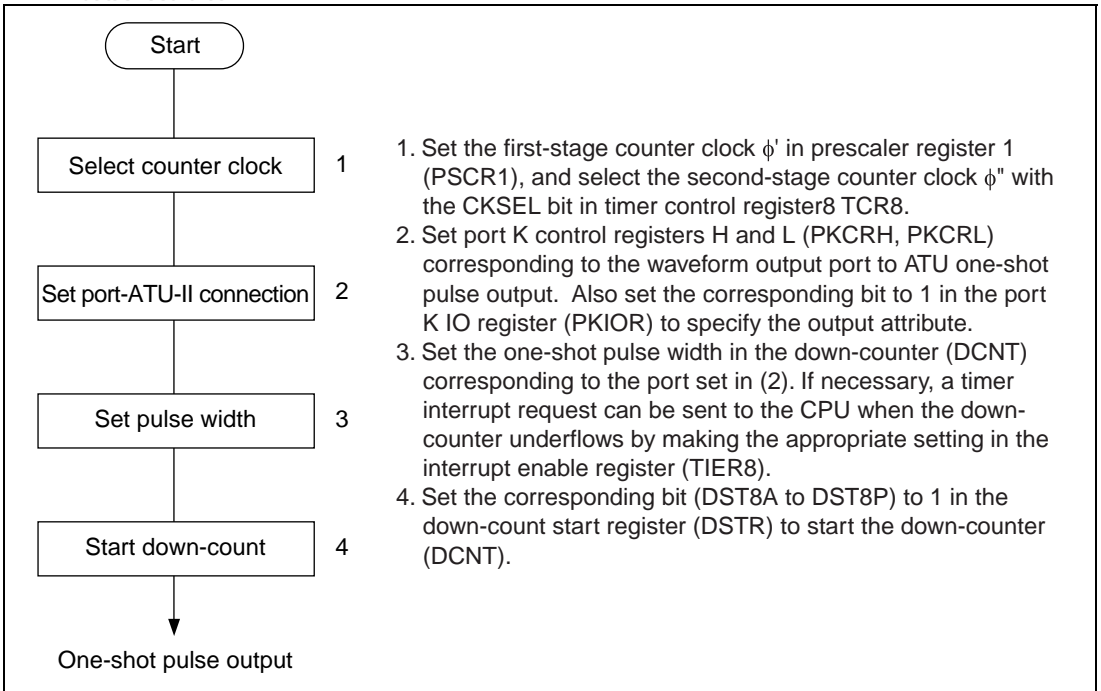 Start
Select counter clock 1
Set port-ATU-II connection 2
Set pulse width 3
Start down-count 4
One-shot pulse output
1. Set the first-stage counter clock ϕ' in prescaler register 1
(PSCR1), and select the second-stage counter clock ϕ" with
the CKSEL bit in timer control register8 TCR8.
2. Set port K control registers H and L (PKCRH, PKCRL)
corresponding to the waveform output port to ATU one-shot
pulse output. Also set the corresponding bit to 1 in the port
K IO register (PKIOR) to specify the output attribute.
3. Set the one-shot pulse width in the down-counter (DCNT)
corresponding to the port set in (2). If necessary, a timer
interrupt request can be sent to the CPU when the down-
counter underflows by making the appropriate setting in the
interrupt enable register (TIER8).
4. Set the corresponding bit (DST8A to DST8P) to 1 in the
down-count start register (DSTR) to start the down-counter
(DCNT).